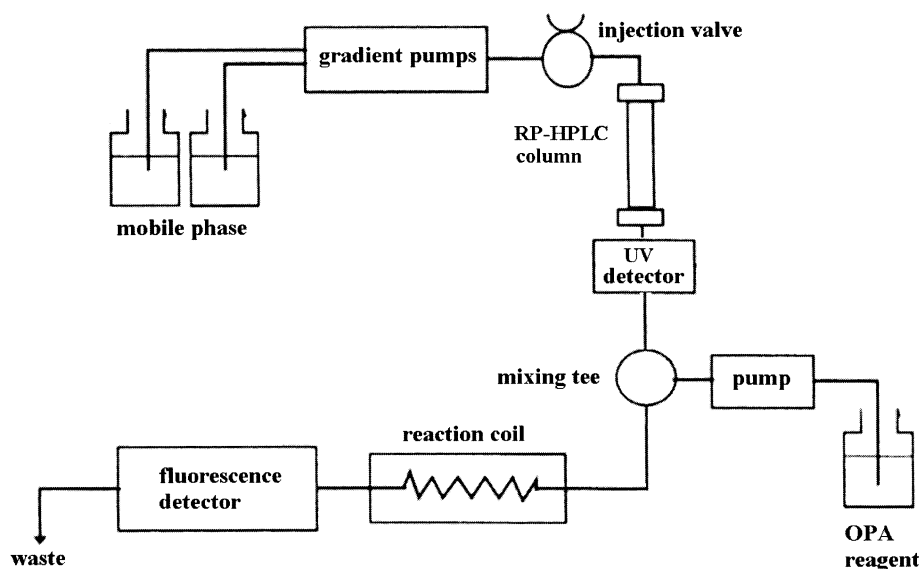 injection valve
gradient pumps
RP-HPLC
column
mobile phase
UV
detector
mixing tee
pump
reaction coil
fluorescence
detector
OPA
reagent
waste